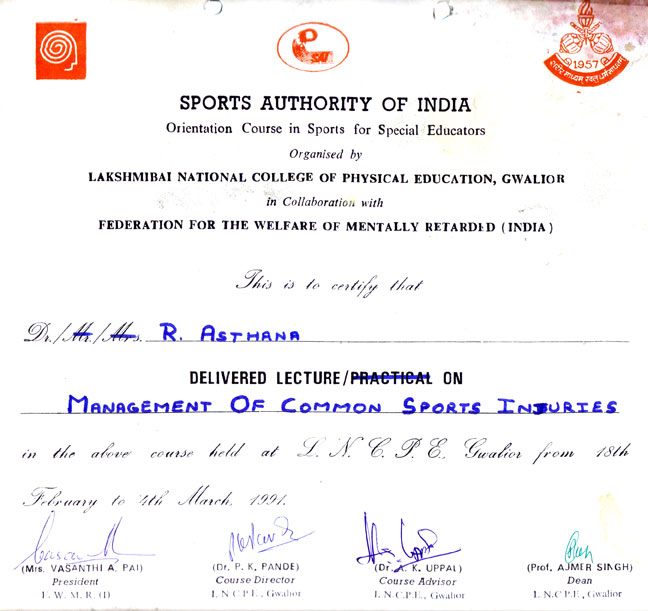 SAI
1957
SPORTS AUTHORITY OF INDIA
Orientation Course in Sports for Special Educators
Organised by
LAKSHMIBAI NATIONAL COLLEGE OF PHYSICAL EDUCATION, GWALIOR
in Collaboration with
FEDERATION FOR THE WELFARE OF MENTALLY RETARDED (INDIA)
This is to certify that
Dr./Mr./Mrs. R. ASTHANA
DELIVERED LECTURE/PRACTICAL ON
MANAGEMENT OF COMMON SPORTS INJURIES
in the above course held at L. N. C. P. E., Gwalior from 18th
February to 4th March, 1991.
(Mrs. VASANTHI A. PAI) (Dr. P. K. PANDE) (Dr. A. K. UPPAL) (Prof. AJMER SINGH)
President Course Director Course Advisor Dean
F. W. M. R. (I) L. N. C. P. E., Gwalior L. N. C. P. E., Gwalior L. N. C. P. E., Gwalior